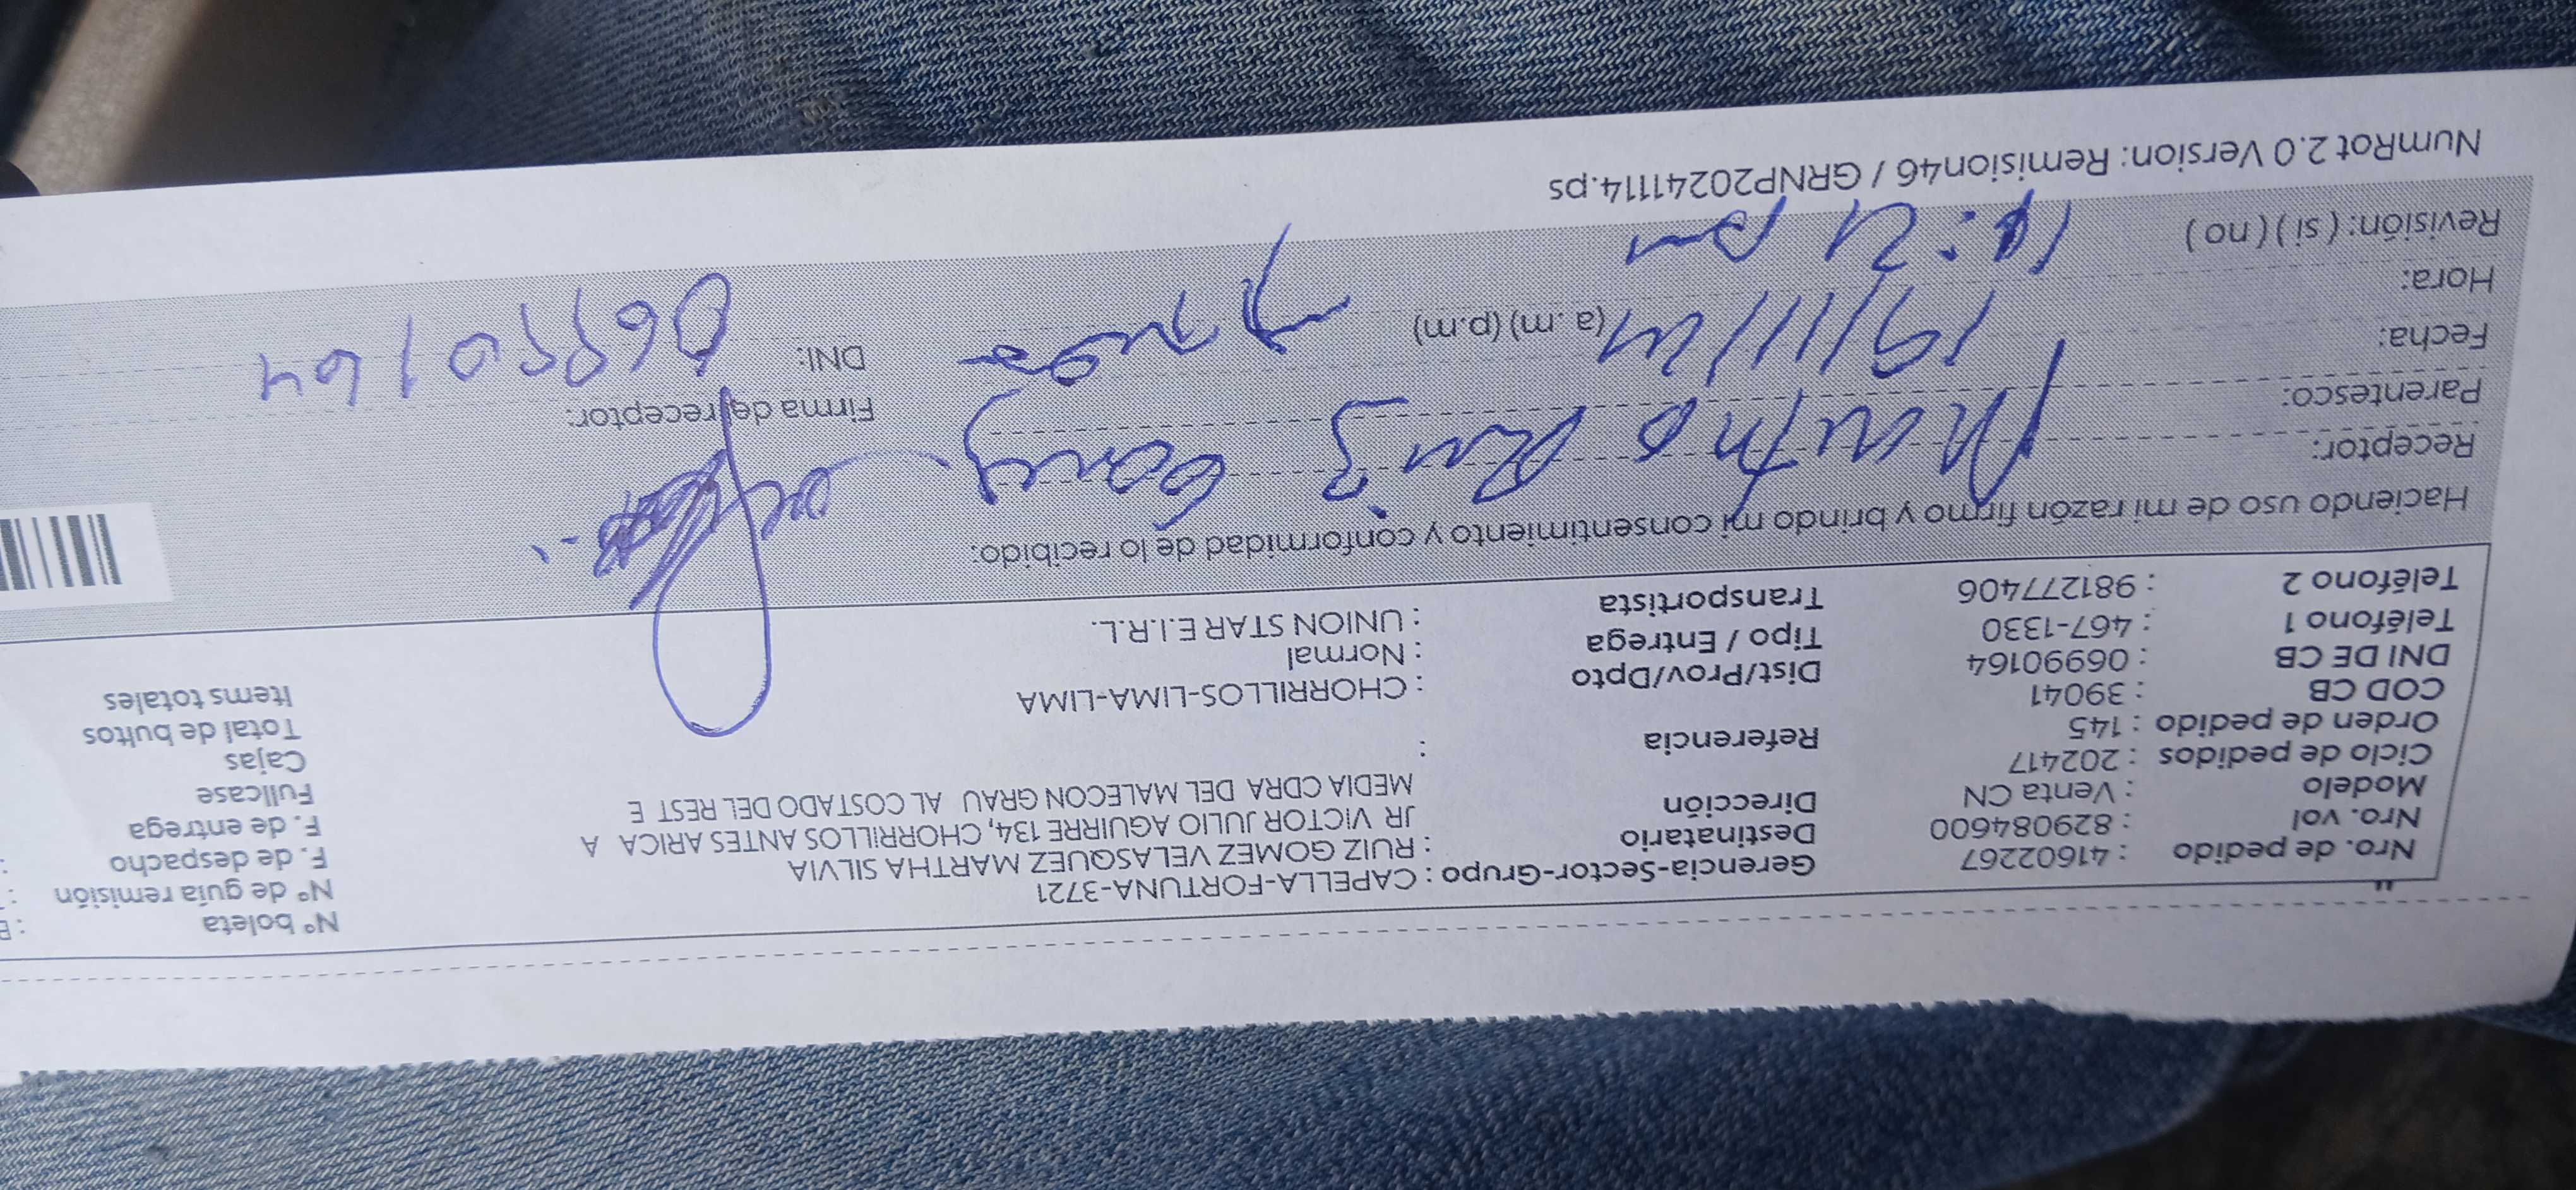 Nº boleta : B
Nro. de pedido : 41602267 Gerencia-Sector-Grupo : CAPELLA-FORTUNA-3721 Nº de guía remisión :
Nro. vol : 829084600 Destinatario : RUIZ GOMEZ VELASQUEZ MARTHA SILVIA F. de despacho :
Modelo : Venta CN Dirección JR VICTOR JULIO AGUIRRE 134, CHORRILLOS ANTES ARICA A F. de entrega
Ciclo de pedidos : 202417 MEDIA CDRA DEL MALECON GRAU AL COSTADO DEL REST E Fullcase
Orden de pedido : 145 Referencia : Cajas
COD CB : 39041 Total de bultos
DNI DE CB : 06990164 Dist/Prov/Dpto : CHORRILLOS-LIMA-LIMA Items totales
Teléfono 1 : 467-1330 Tipo / Entrega : Normal
Teléfono 2 : 981277406 Transportista : UNION STAR E.I.R.L.
Haciendo uso de mi razón firmo y brindo mi consentimiento y conformidad de lo recibido:
Receptor: Ruiz
Parentesco: Firma del receptor:
Fecha: 19/11/24 DNI: 06990164
Hora: (a.m) (p.m)
Revisión: ( si ) ( no ) pm
NumRot 2.0 Version: Remision46 / GRNP20241114.ps